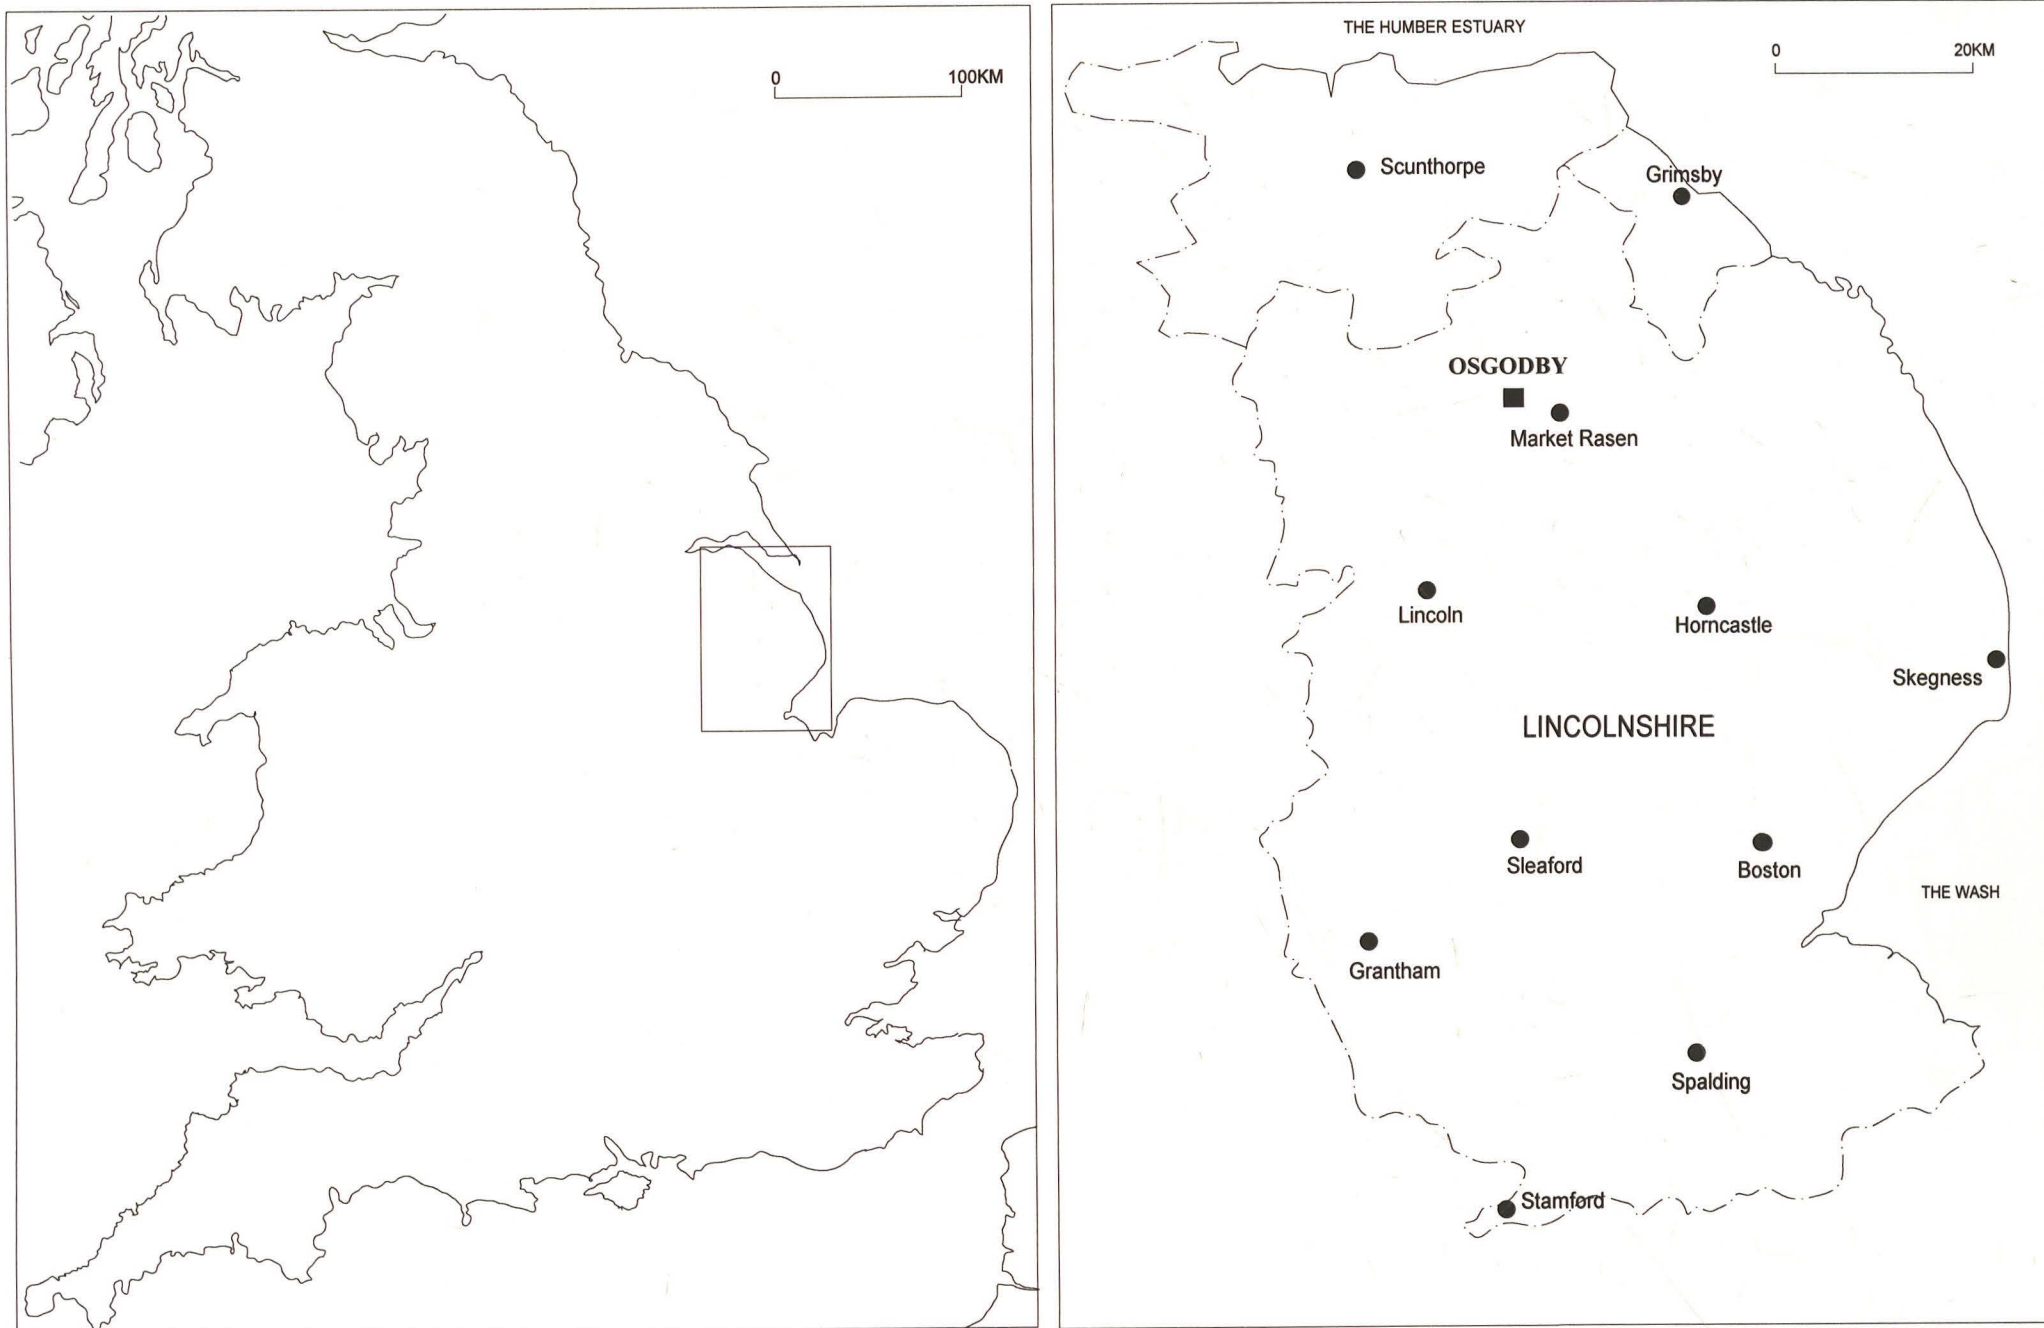 0 100KM
THE HUMBER ESTUARY
0 20KM
Scunthorpe
Grimsby
OSGODBY
Market Rasen
Lincoln
Horncastle
Skegness
LINCOLNSHIRE
Sleaford
Boston
THE WASH
Grantham
Spalding
Stamford